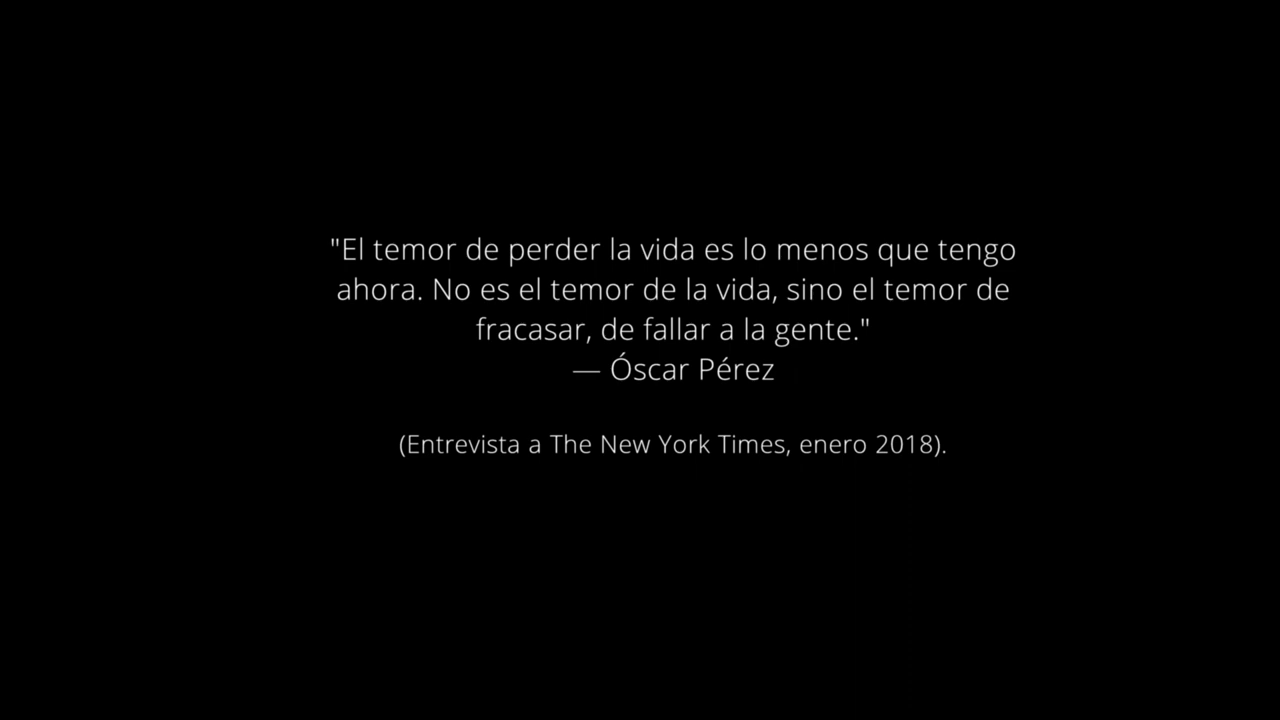 "El temor de perder la vida es lo menos que tengo
ahora. No es el temor de la vida, sino el temor de
fracasar, de fallar a la gente."
— Óscar Pérez
(Entrevista a The New York Times, enero 2018).